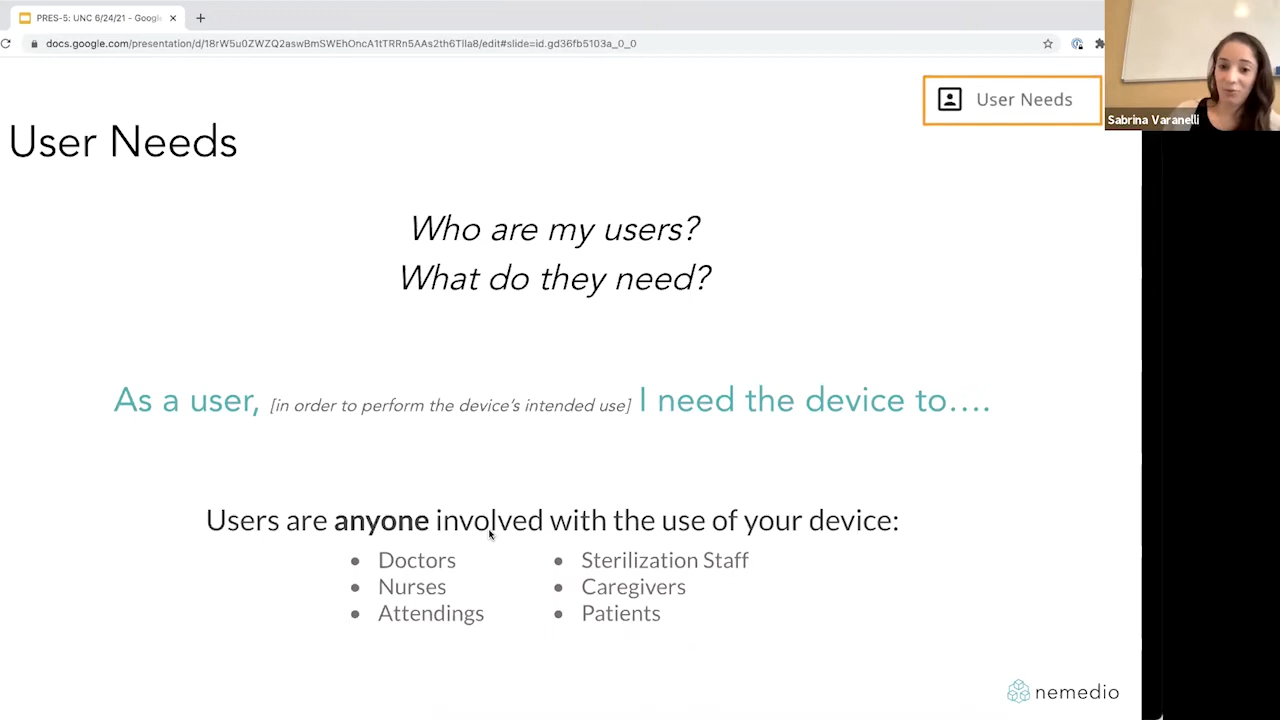 PRES-5: UNC 6/24/21 - Googl
docs.google.com/presentation/d/18rW5u0ZWZQ2aswBmSWEhOncA1tTRRn5AAs2th6TlIa8/edit#slide=id.gd36fb5103a_0_0
User Needs
Sabrina Varanelli
User Needs
Who are my users?
What do they need?
As a user, [in order to perform the device's intended use] I need the device to....
Users are anyone involved with the use of your device:
• Doctors
• Nurses
• Attendings
• Sterilization Staff
• Caregivers
• Patients
nemedio